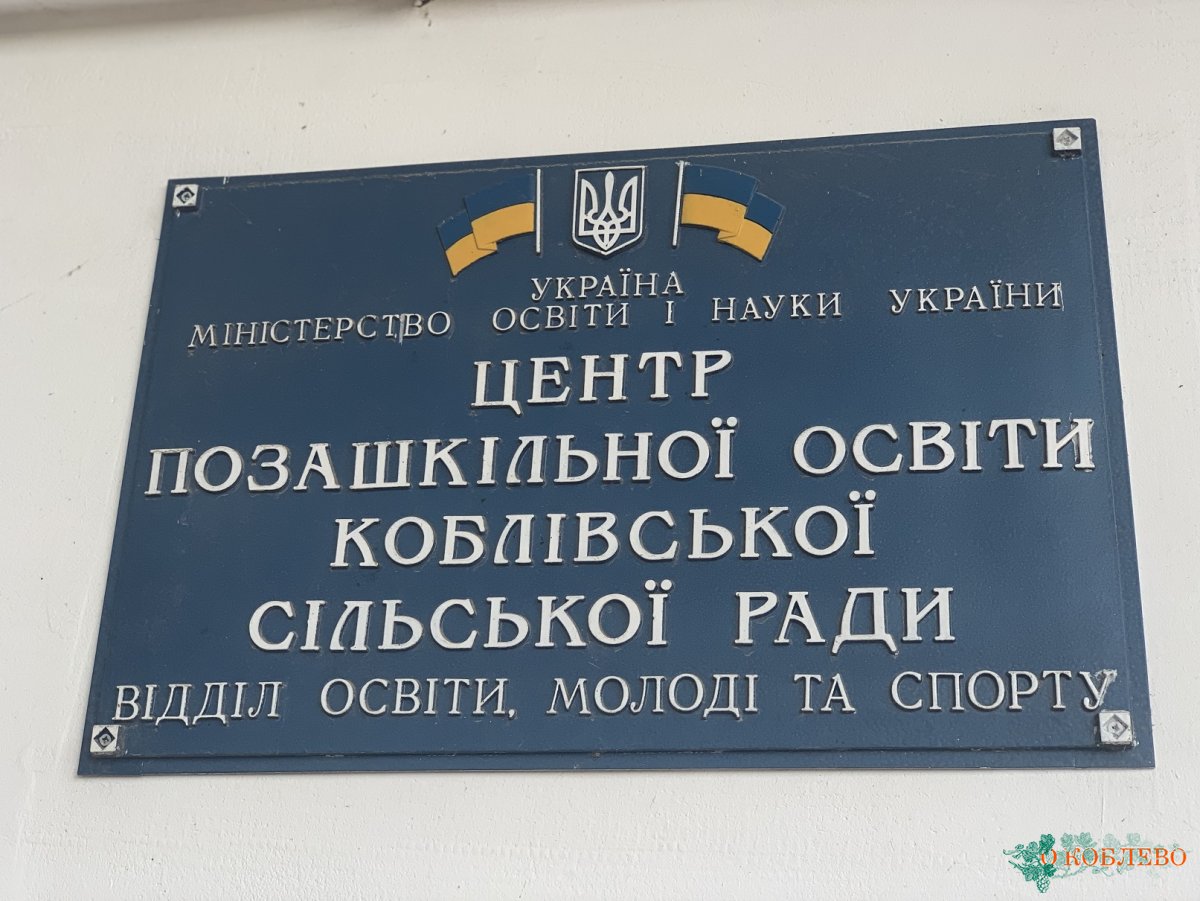 УКРАЇНА
МІНІСТЕРСТВО ОСВІТИ І НАУКИ УКРАЇНИ
ЦЕНТР
ПОЗАШКІЛЬНОЇ ОСВІТИ
КОБЛІВСЬКОЇ
СІЛЬСЬКОЇ РАДИ
ВІДДІЛ ОСВІТИ, МОЛОДІ ТА СПОРТУ
О КОБЛЕВО